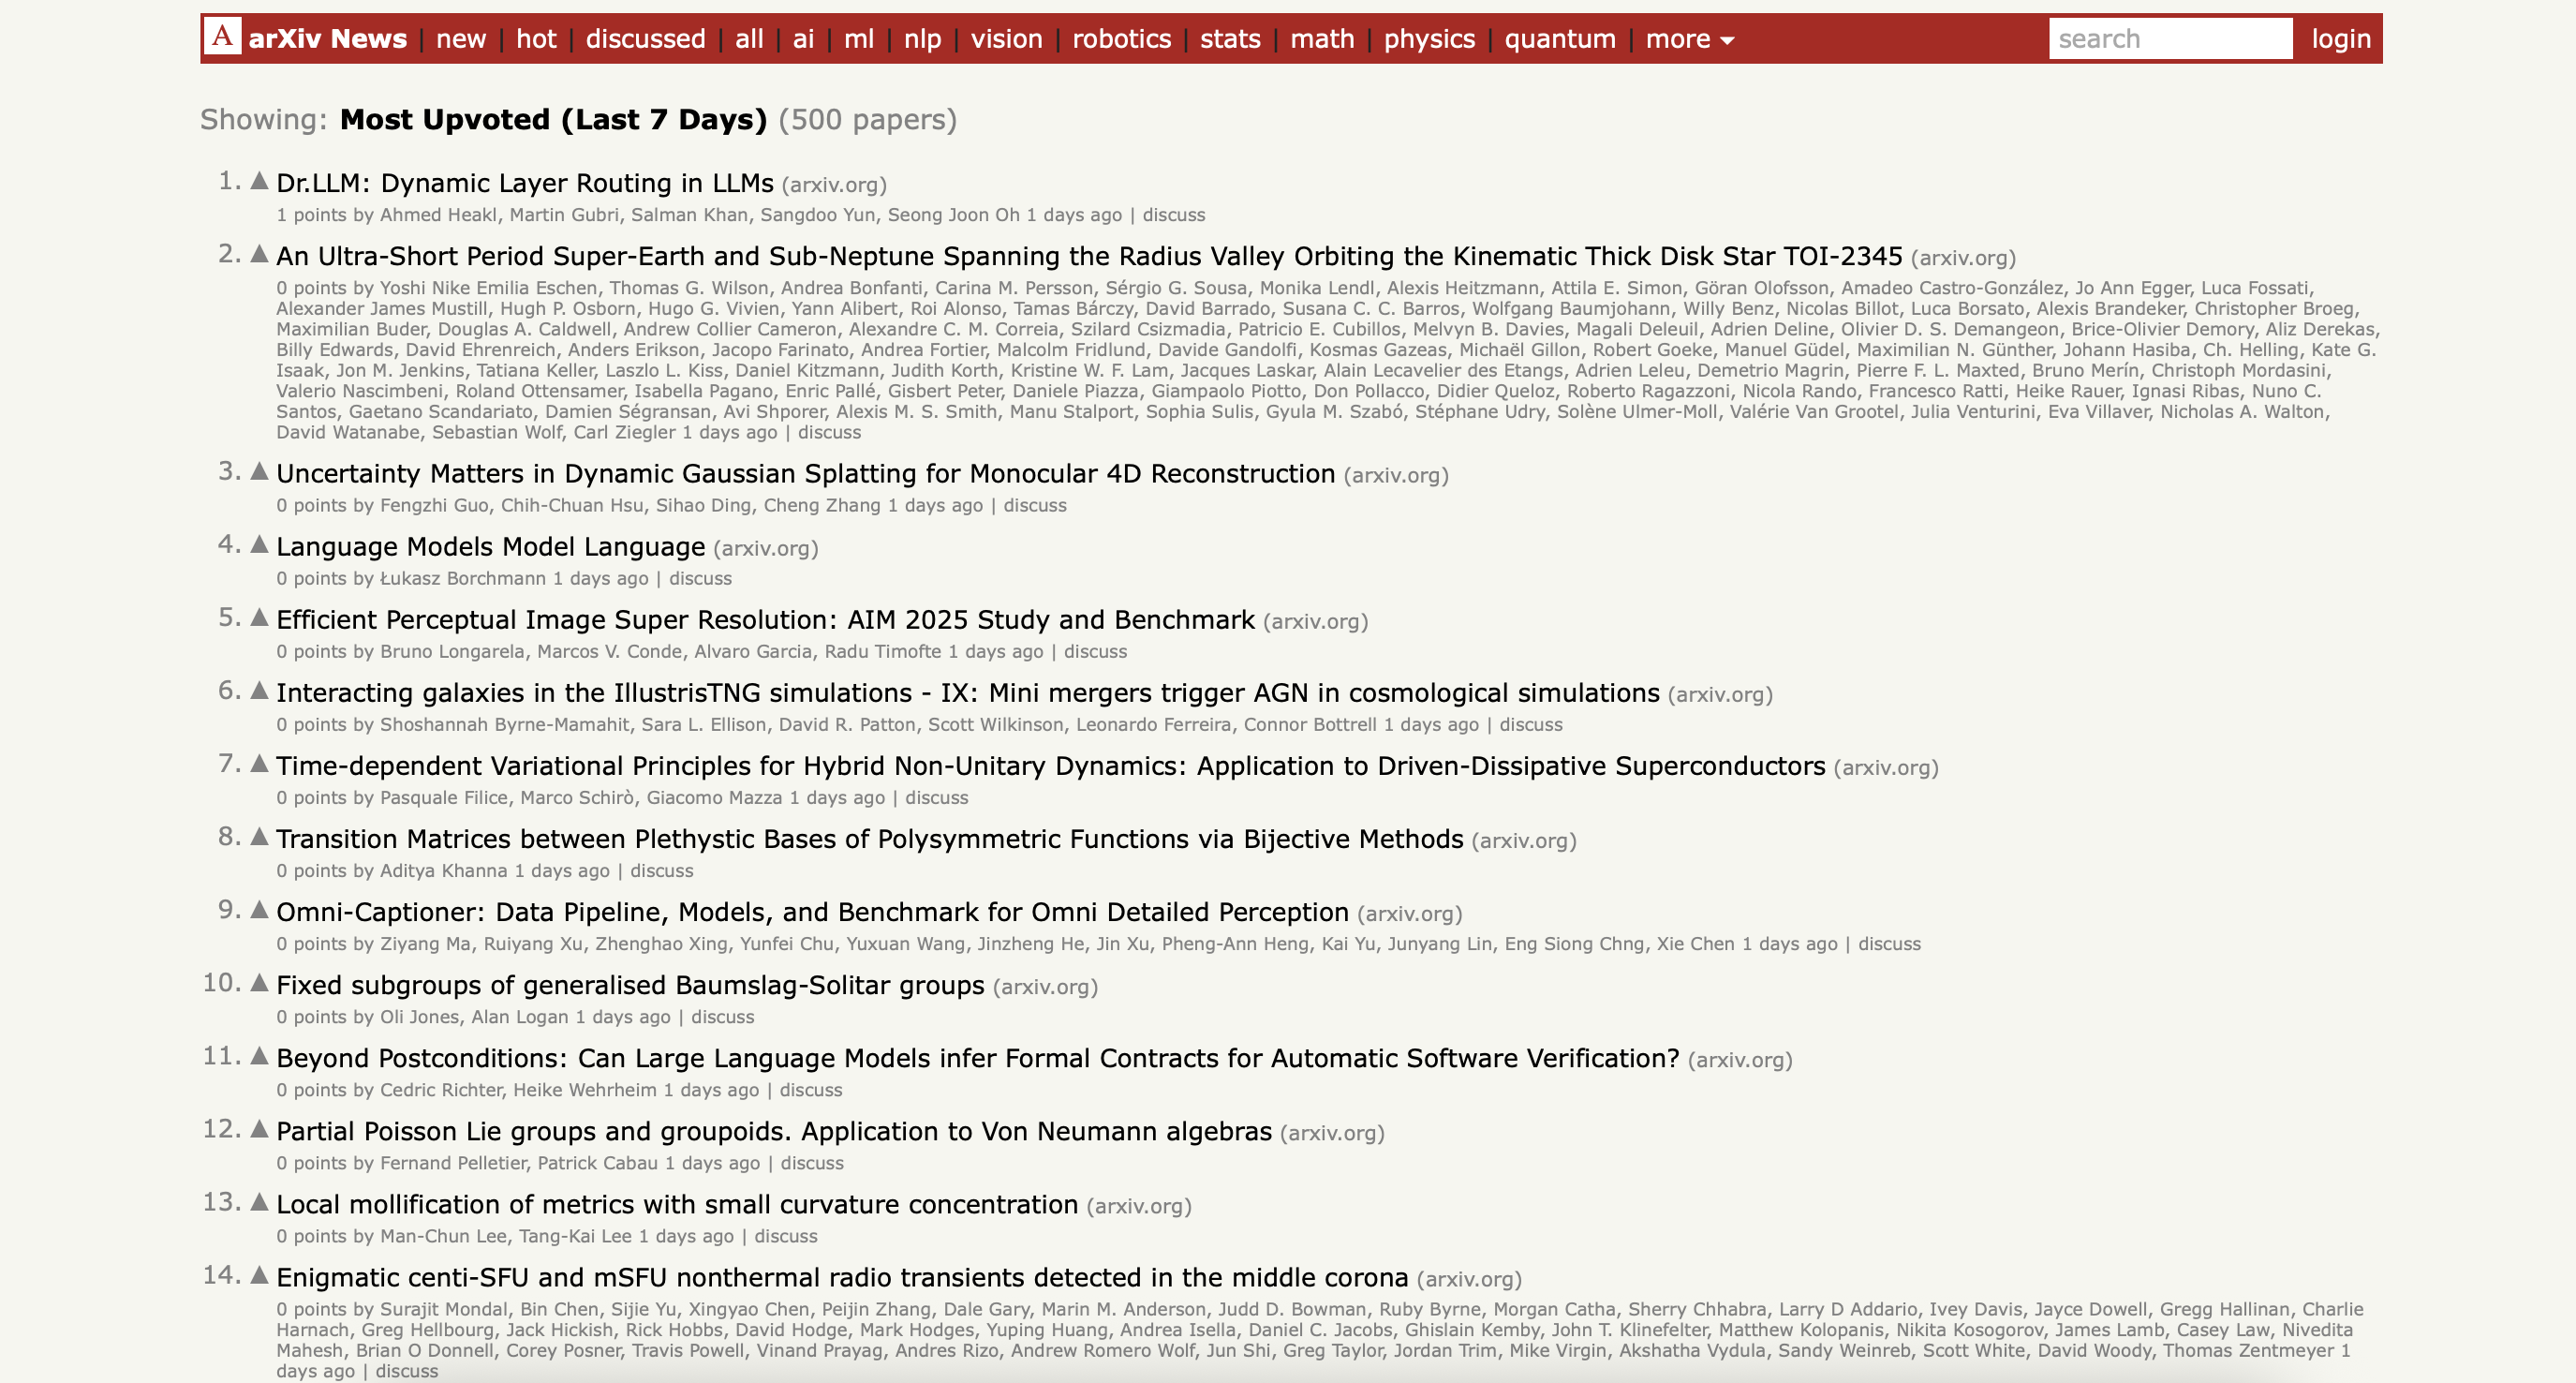 A arXiv News | new | hot | discussed | all | ai | ml | nlp | vision | robotics | stats | math | physics | quantum | more search login
Showing: Most Upvoted (Last 7 Days) (500 papers)
1. Dr.LLM: Dynamic Layer Routing in LLMs (arxiv.org)
1 points by Ahmed Heakl, Martin Gubri, Salman Khan, Sangdoo Yun, Seong Joon Oh 1 days ago | discuss
2. An Ultra-Short Period Super-Earth and Sub-Neptune Spanning the Radius Valley Orbiting the Kinematic Thick Disk Star TOI-2345 (arxiv.org)
0 points by Yoshi Nike Emilia Eschen, Thomas G. Wilson, Andrea Bonfanti, Carina M. Persson, Sérgio G. Sousa, Monika Lendl, Alexis Heitzmann, Attila E. Simon, Göran Olofsson, Amadeo Castro-González, Jo Ann Egger, Luca Fossati,
Alexander James Mustill, Hugh P. Osborn, Hugo G. Vivien, Yann Alibert, Roi Alonso, Tamas Bárczy, David Barrado, Susana C. C. Barros, Wolfgang Baumjohann, Willy Benz, Nicolas Billot, Luca Borsato, Alexis Brandeker, Christopher Broeg,
Maximilian Buder, Douglas A. Caldwell, Andrew Collier Cameron, Alexandre C. M. Correia, Szilard Csizmadia, Patricio E. Cubillos, Melvyn B. Davies, Magali Deleuil, Adrien Deline, Olivier D. S. Demangeon, Brice-Olivier Demory, Aliz Derekas,
Billy Edwards, David Ehrenreich, Anders Erikson, Jacopo Farinato, Andrea Fortier, Malcolm Fridlund, Davide Gandolfi, Kosmas Gazeas, Michaël Gillon, Robert Goeke, Manuel Güdel, Maximilian N. Günther, Johann Hasiba, Ch. Helling, Kate G.
Isaak, Jon M. Jenkins, Tatiana Keller, Laszlo L. Kiss, Daniel Kitzmann, Judith Korth, Kristine W. F. Lam, Jacques Laskar, Alain Lecavelier des Etangs, Adrien Leleu, Demetrio Magrin, Pierre F. L. Maxted, Bruno Merín, Christoph Mordasini,
Valerio Nascimbeni, Roland Ottensamer, Isabella Pagano, Enric Pallé, Gisbert Peter, Daniele Piazza, Giampaolo Piotto, Don Pollacco, Didier Queloz, Roberto Ragazzoni, Nicola Rando, Francesco Ratti, Heike Rauer, Ignasi Ribas, Nuno C.
Santos, Gaetano Scandariato, Damien Ségransan, Avi Shporer, Alexis M. S. Smith, Manu Stalport, Sophia Sulis, Gyula M. Szabó, Stéphane Udry, Solène Ulmer-Moll, Valérie Van Grootel, Julia Venturini, Eva Villaver, Nicholas A. Walton,
David Watanabe, Sebastian Wolf, Carl Ziegler 1 days ago | discuss
3. Uncertainty Matters in Dynamic Gaussian Splatting for Monocular 4D Reconstruction (arxiv.org)
0 points by Fengzhi Guo, Chih-Chuan Hsu, Sihao Ding, Cheng Zhang 1 days ago | discuss
4. Language Models Model Language (arxiv.org)
0 points by Łukasz Borchmann 1 days ago | discuss
5. Efficient Perceptual Image Super Resolution: AIM 2025 Study and Benchmark (arxiv.org)
0 points by Bruno Longarela, Marcos V. Conde, Alvaro Garcia, Radu Timofte 1 days ago | discuss
6. Interacting galaxies in the IllustrisTNG simulations - IX: Mini mergers trigger AGN in cosmological simulations (arxiv.org)
0 points by Shoshannah Byrne-Mamahit, Sara L. Ellison, David R. Patton, Scott Wilkinson, Leonardo Ferreira, Connor Bottrell 1 days ago | discuss
7. Time-dependent Variational Principles for Hybrid Non-Unitary Dynamics: Application to Driven-Dissipative Superconductors (arxiv.org)
0 points by Pasquale Filice, Marco Schirò, Giacomo Mazza 1 days ago | discuss
8. Transition Matrices between Plethystic Bases of Polysymmetric Functions via Bijective Methods (arxiv.org)
0 points by Aditya Khanna 1 days ago | discuss
9. Omni-Captioner: Data Pipeline, Models, and Benchmark for Omni Detailed Perception (arxiv.org)
0 points by Ziyang Ma, Ruiyang Xu, Zhenghao Xing, Yunfei Chu, Yuxuan Wang, Jinzheng He, Jin Xu, Pheng-Ann Heng, Kai Yu, Junyang Lin, Eng Siong Chng, Xie Chen 1 days ago | discuss
10. Fixed subgroups of generalised Baumslag-Solitar groups (arxiv.org)
0 points by Oli Jones, Alan Logan 1 days ago | discuss
11. Beyond Postconditions: Can Large Language Models infer Formal Contracts for Automatic Software Verification? (arxiv.org)
0 points by Cedric Richter, Heike Wehrheim 1 days ago | discuss
12. Partial Poisson Lie groups and groupoids. Application to Von Neumann algebras (arxiv.org)
0 points by Fernand Pelletier, Patrick Cabau 1 days ago | discuss
13. Local mollification of metrics with small curvature concentration (arxiv.org)
0 points by Man-Chun Lee, Tang-Kai Lee 1 days ago | discuss
14. Enigmatic centi-SFU and mSFU nonthermal radio transients detected in the middle corona (arxiv.org)
0 points by Surajit Mondal, Bin Chen, Sijie Yu, Xingyao Chen, Peijin Zhang, Dale Gary, Marin M. Anderson, Judd D. Bowman, Ruby Byrne, Morgan Catha, Sherry Chhabra, Larry D Addario, Ivey Davis, Jayce Dowell, Gregg Hallinan, Charlie
Harnach, Greg Hellbourg, Jack Hickish, Rick Hobbs, David Hodge, Mark Hodges, Yuping Huang, Andrea Isella, Daniel C. Jacobs, Ghislain Kemby, John T. Klinefelter, Matthew Kolopanis, Nikita Kosogorov, James Lamb, Casey Law, Nivedita
Mahesh, Brian O Donnell, Corey Posner, Travis Powell, Vinand Prayag, Andres Rizo, Andrew Romero Wolf, Jun Shi, Greg Taylor, Jordan Trim, Mike Virgin, Akshatha Vydula, Sandy Weinreb, Scott White, David Woody, Thomas Zentmeyer 1
days ago | discuss